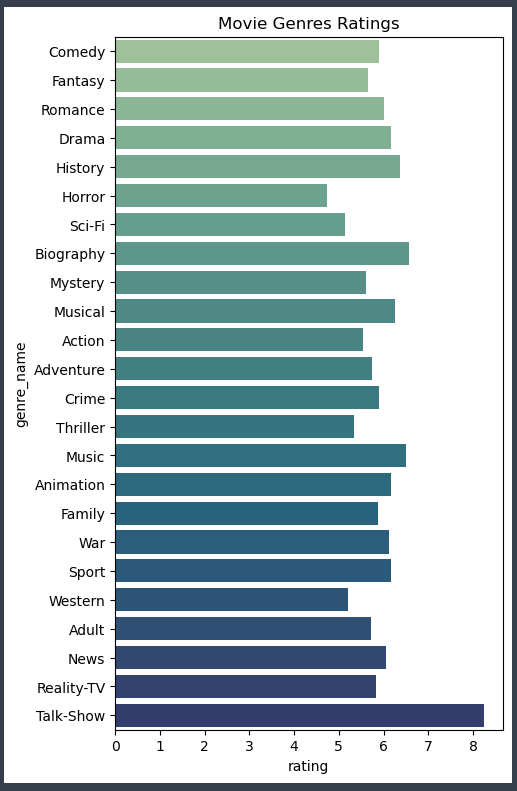 Movie Genres Ratings
Comedy
Fantasy
Romance
Drama
History
Horror
Sci-Fi
Biography
Mystery
Musical
Action
Adventure
Crime
Thriller
Music
Animation
Family
War
Sport
Western
Adult
News
Reality-TV
Talk-Show
genre_name
0 1 2 3 4 5 6 7 8
rating